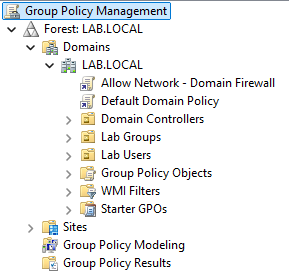 Group Policy Management
Forest: LAB.LOCAL
Domains
LAB.LOCAL
Allow Network - Domain Firewall
Default Domain Policy
Domain Controllers
Lab Groups
Lab Users
Group Policy Objects
WMI Filters
Starter GPOs
Sites
Group Policy Modeling
Group Policy Results